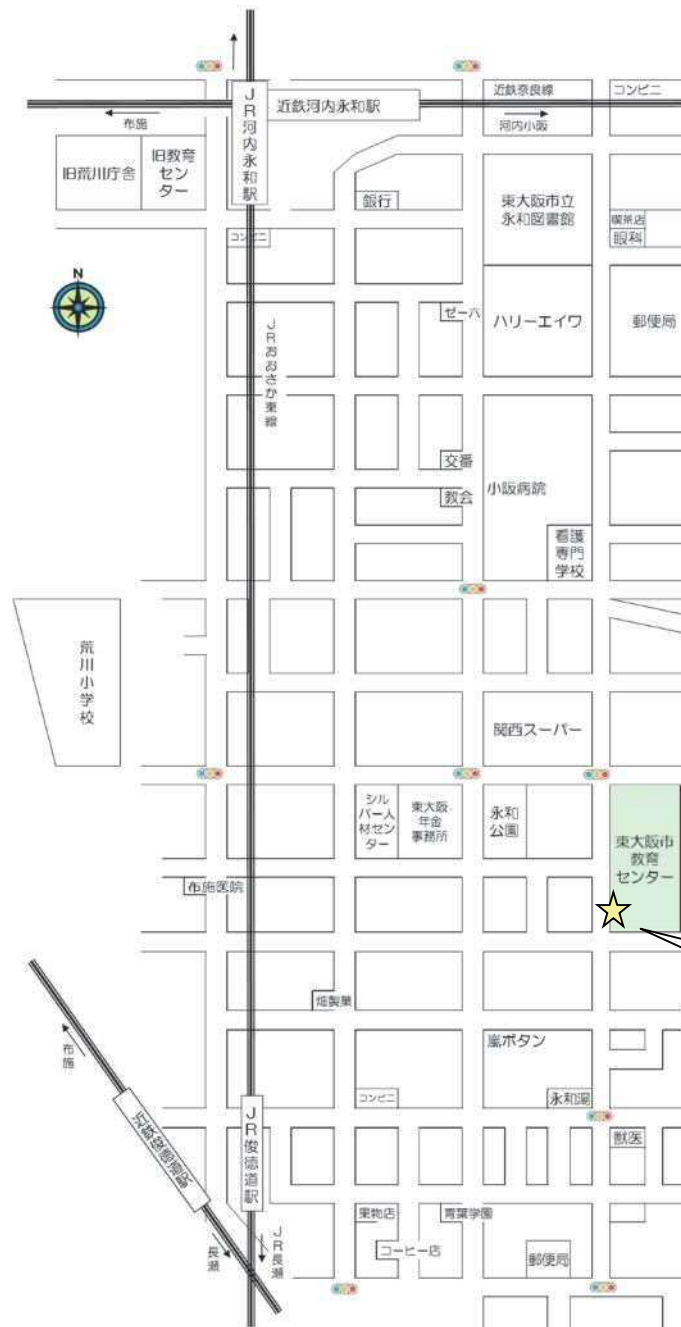 JR河内永和駅
近鉄河内永和駅
近鉄奈良線
コンビニ
布施
河内小阪
旧荒川庁舎
旧教育
セン
ター
銀行
東大阪市立
永和図書館
喫茶店
眼科
コンビニ
N
ゼー六
ハリーエイワ
郵便局
JRおおさか東線
交番
教会
小阪病院
看護
専門
学校
荒川小学校
関西スーパー
シル
バー人
材セン
ター
東大阪
年金
事務所
永和
公園
東大阪市
教育
センター
布施医院
畑製菓
嵐ボタン
布施
コンビニ
永和湯
近鉄俊徳道駅
JR俊徳道駅
獣医
果物店
青葉学園
JR長瀬
長瀬
コーヒー店
郵便局